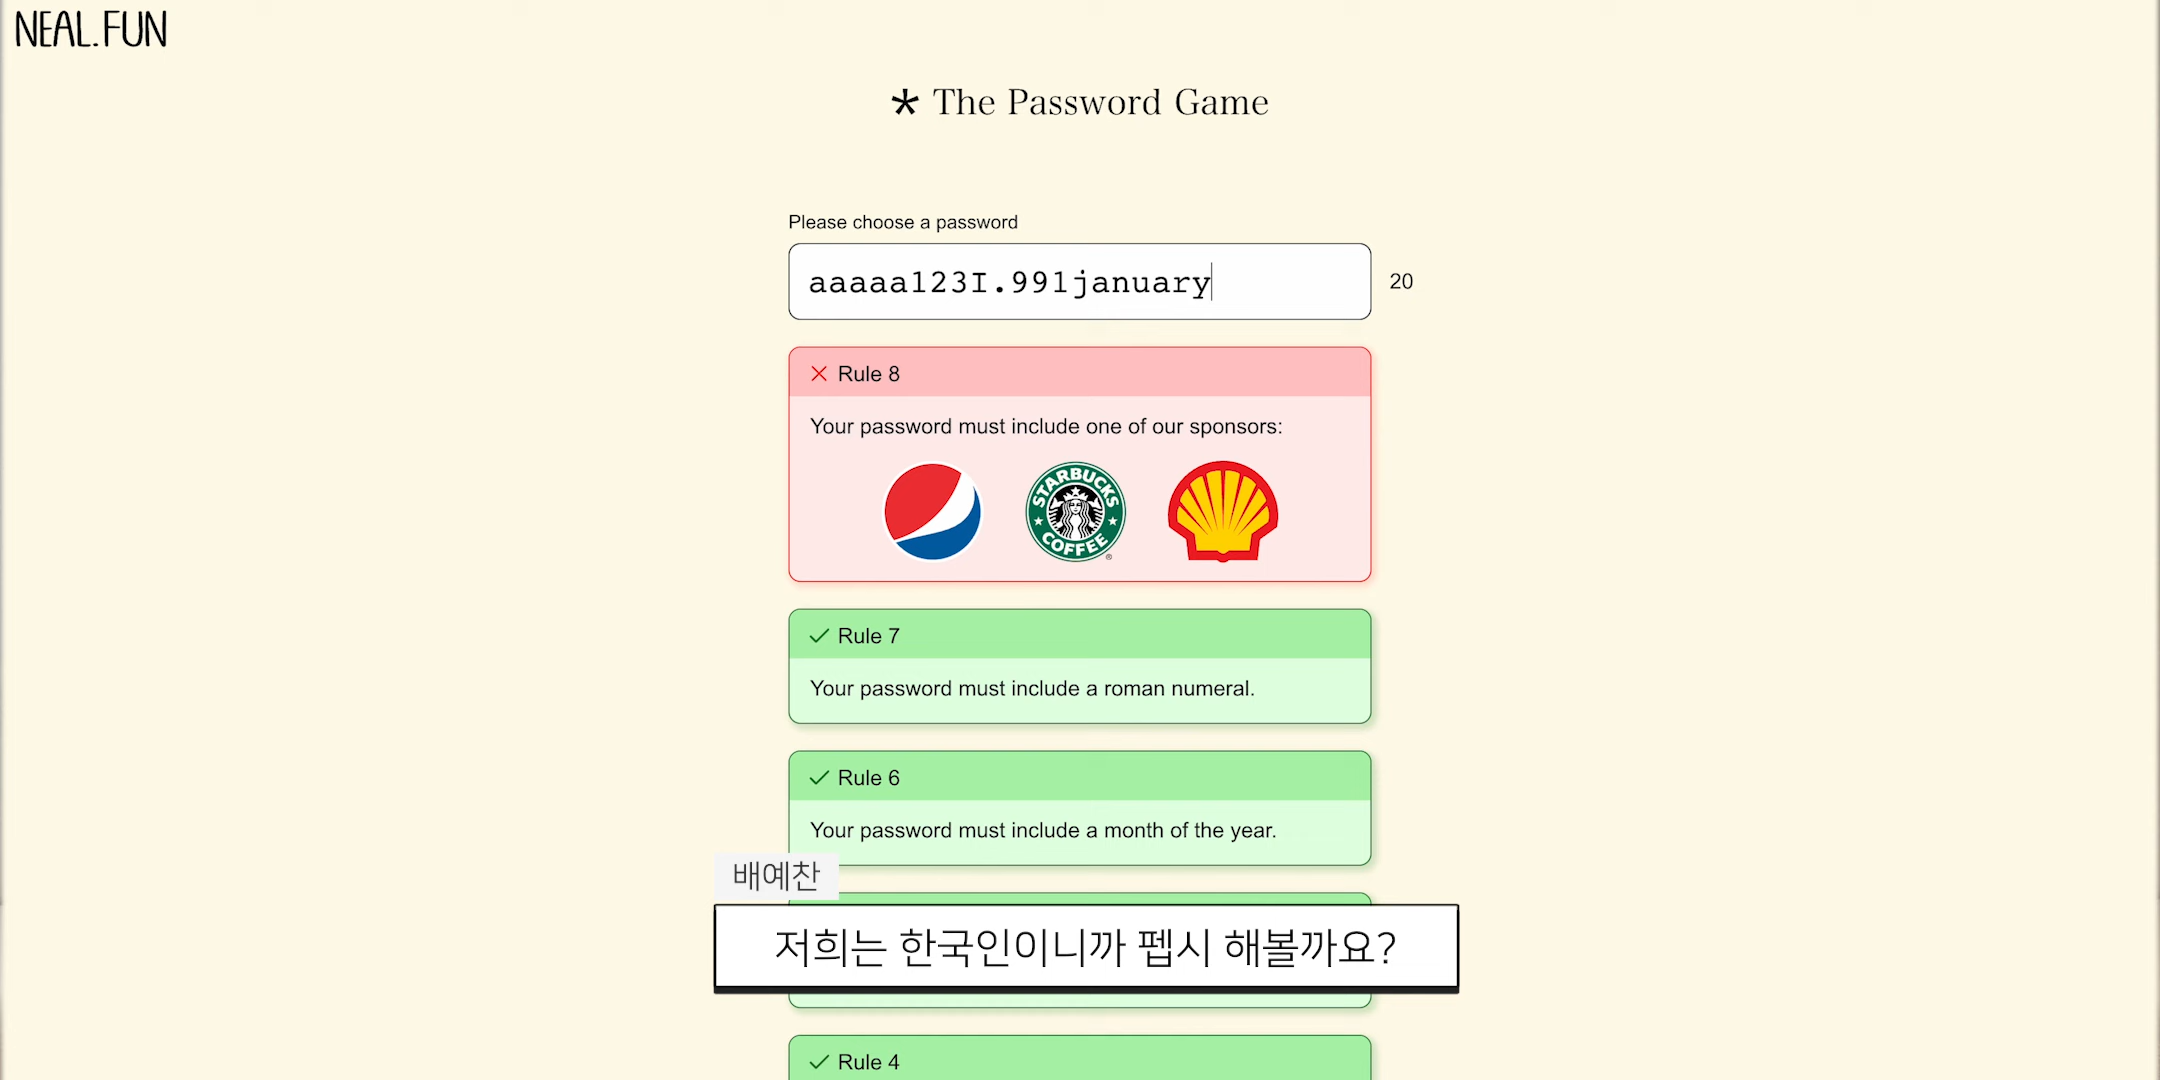 NEAL.FUN
* The Password Game
Please choose a password
aaaaa123I.991january
20
Rule 8
Your password must include one of our sponsors:
STARBUCKS
COFFEE
®
Rule 7
Your password must include a roman numeral.
Rule 6
Your password must include a month of the year.
배예찬
저희는 한국인이니까 펩시 해볼까요?
Rule 4